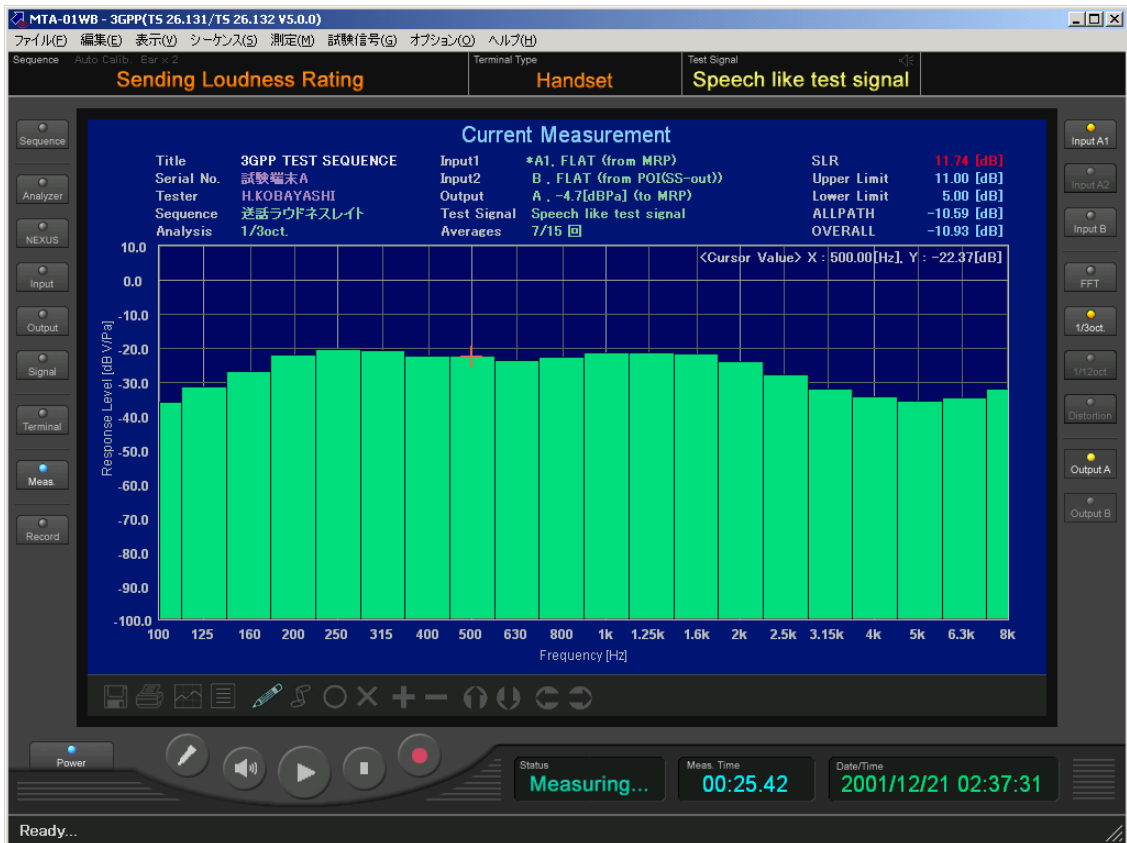 MTA-01WB - 3GPP(TS 26.131/TS 26.132 V5.0.0)
ファイル(F) 編集(E) 表示(V) シーケンス(S) 測定(M) 試験信号(G) オプション(O) ヘルプ(H)
Sequence Auto Calib. Ear x 2 Terminal Type Test Signal
Sending Loudness Rating Handset Speech like test signal
Current Measurement
Title 3GPP TEST SEQUENCE Input1 *A1, FLAT (from MRP) SLR 11.74 [dB]
Serial No. 試験端末A Input2 B , FLAT (from POI(SS-out)) Upper Limit 11.00 [dB]
Tester H.KOBAYASHI Output A , -4.7[dBPa] (to MRP) Lower Limit 5.00 [dB]
Sequence 送話ラウドネスレイト Test Signal Speech like test signal ALLPATH -10.59 [dB]
Analysis 1/3oct. Averages 7/15 回 OVERALL -10.93 [dB]
<Cursor Value> X : 500.00[Hz], Y : -22.37[dB]
Response Level [dB V/Pa]
10.0
0.0
-10.0
-20.0
-30.0
-40.0
-50.0
-60.0
-70.0
-80.0
-90.0
-100.0
100 125 160 200 250 315 400 500 630 800 1k 1.25k 1.6k 2k 2.5k 3.15k 4k 5k 6.3k 8k
Frequency [Hz]
Sequence
Analyzer
NEXUS
Input
Output
Signal
Terminal
Meas.
Record
Input A1
Input A2
Input B
FFT
1/3oct.
1/12oct.
Distortion
Output A
Output B
Power
Status
Measuring...
Meas. Time
00:25.42
Date/Time
2001/12/21 02:37:31
Ready...